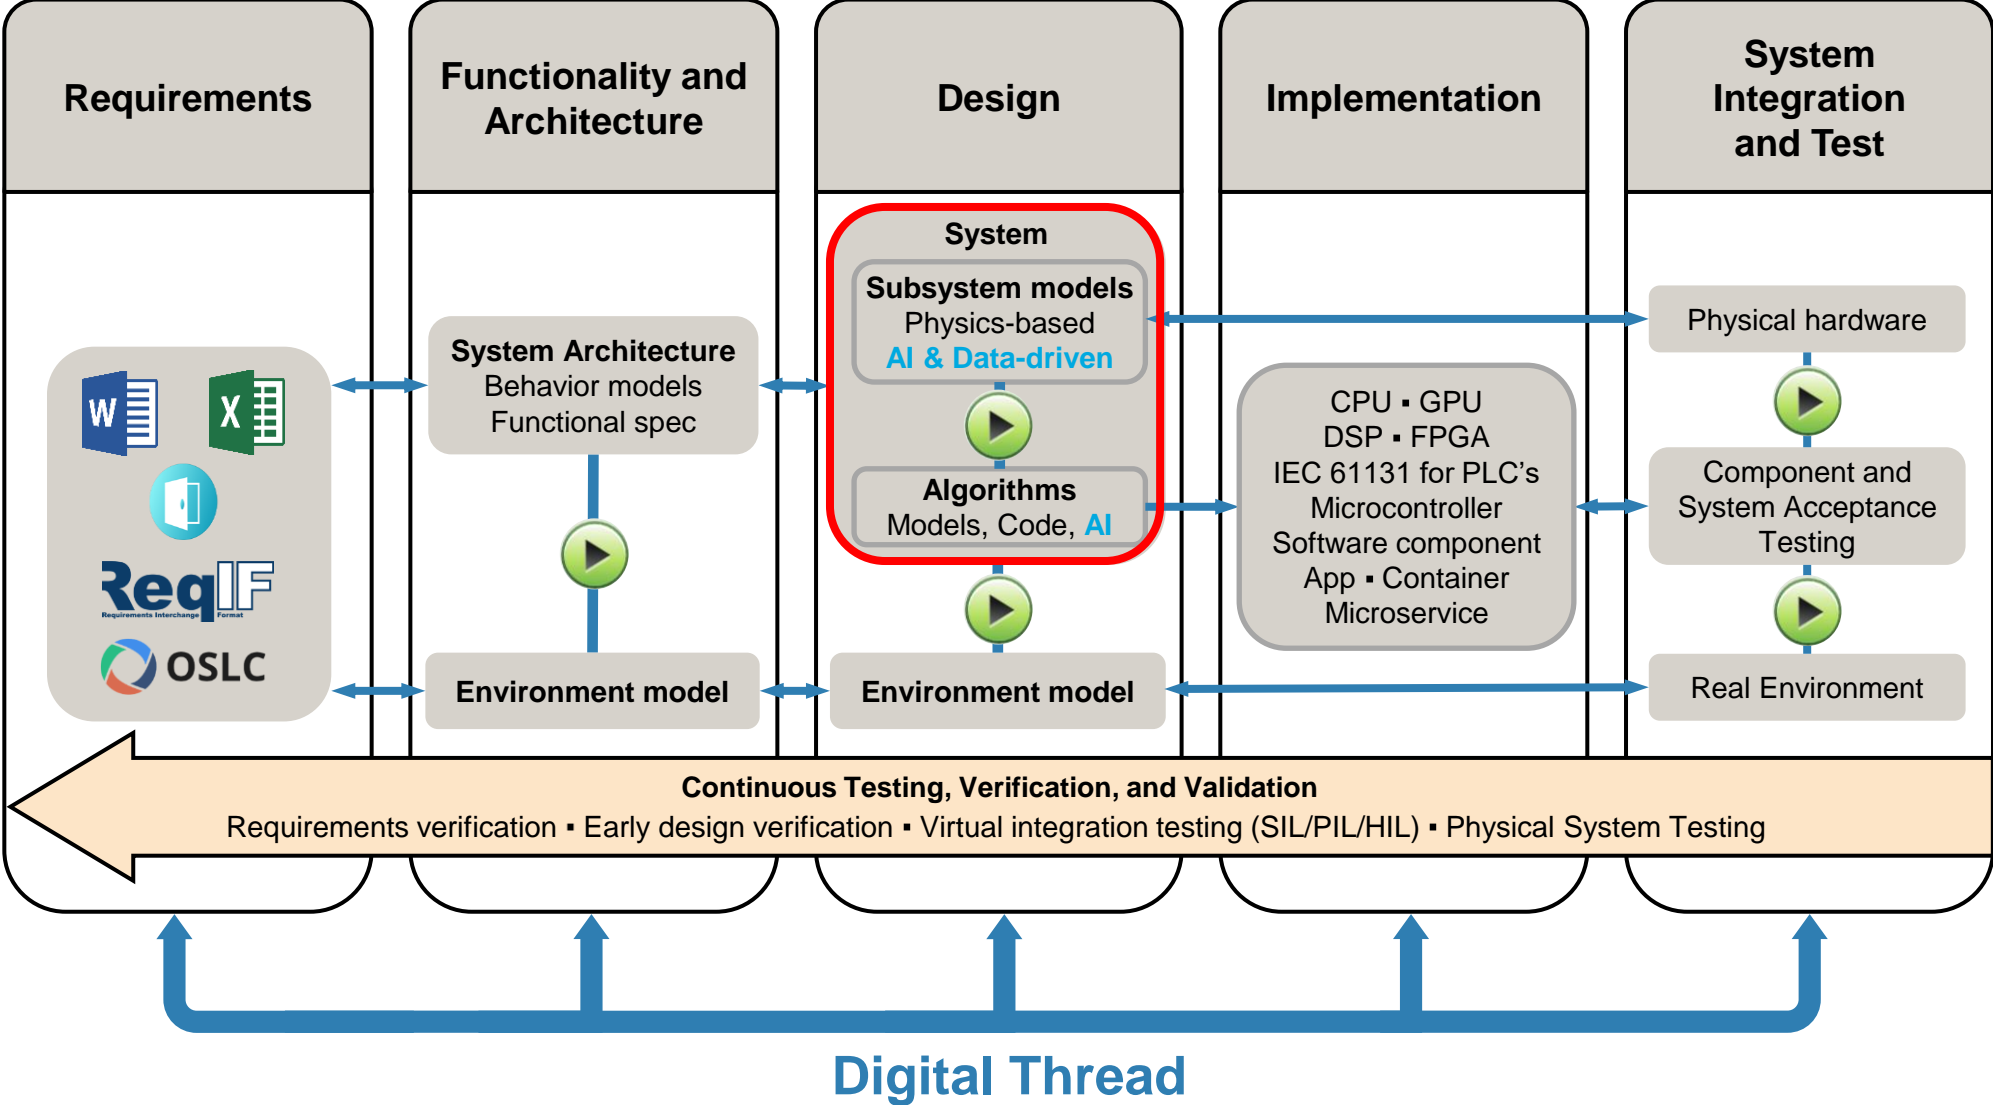 Requirements
Functionality and
Architecture
Design
Implementation
System
Integration
and Test
W
X
ReqIF
Requirements Interchange Format
OSLC
System Architecture
Behavior models
Functional spec
Environment model
System
Subsystem models
Physics-based
AI & Data-driven
Algorithms
Models, Code, AI
Environment model
CPU ▪ GPU
DSP ▪ FPGA
IEC 61131 for PLC’s
Microcontroller
Software component
App ▪ Container
Microservice
Physical hardware
Component and
System Acceptance
Testing
Real Environment
Continuous Testing, Verification, and Validation
Requirements verification ▪ Early design verification ▪ Virtual integration testing (SIL/PIL/HIL) ▪ Physical System Testing
Digital Thread